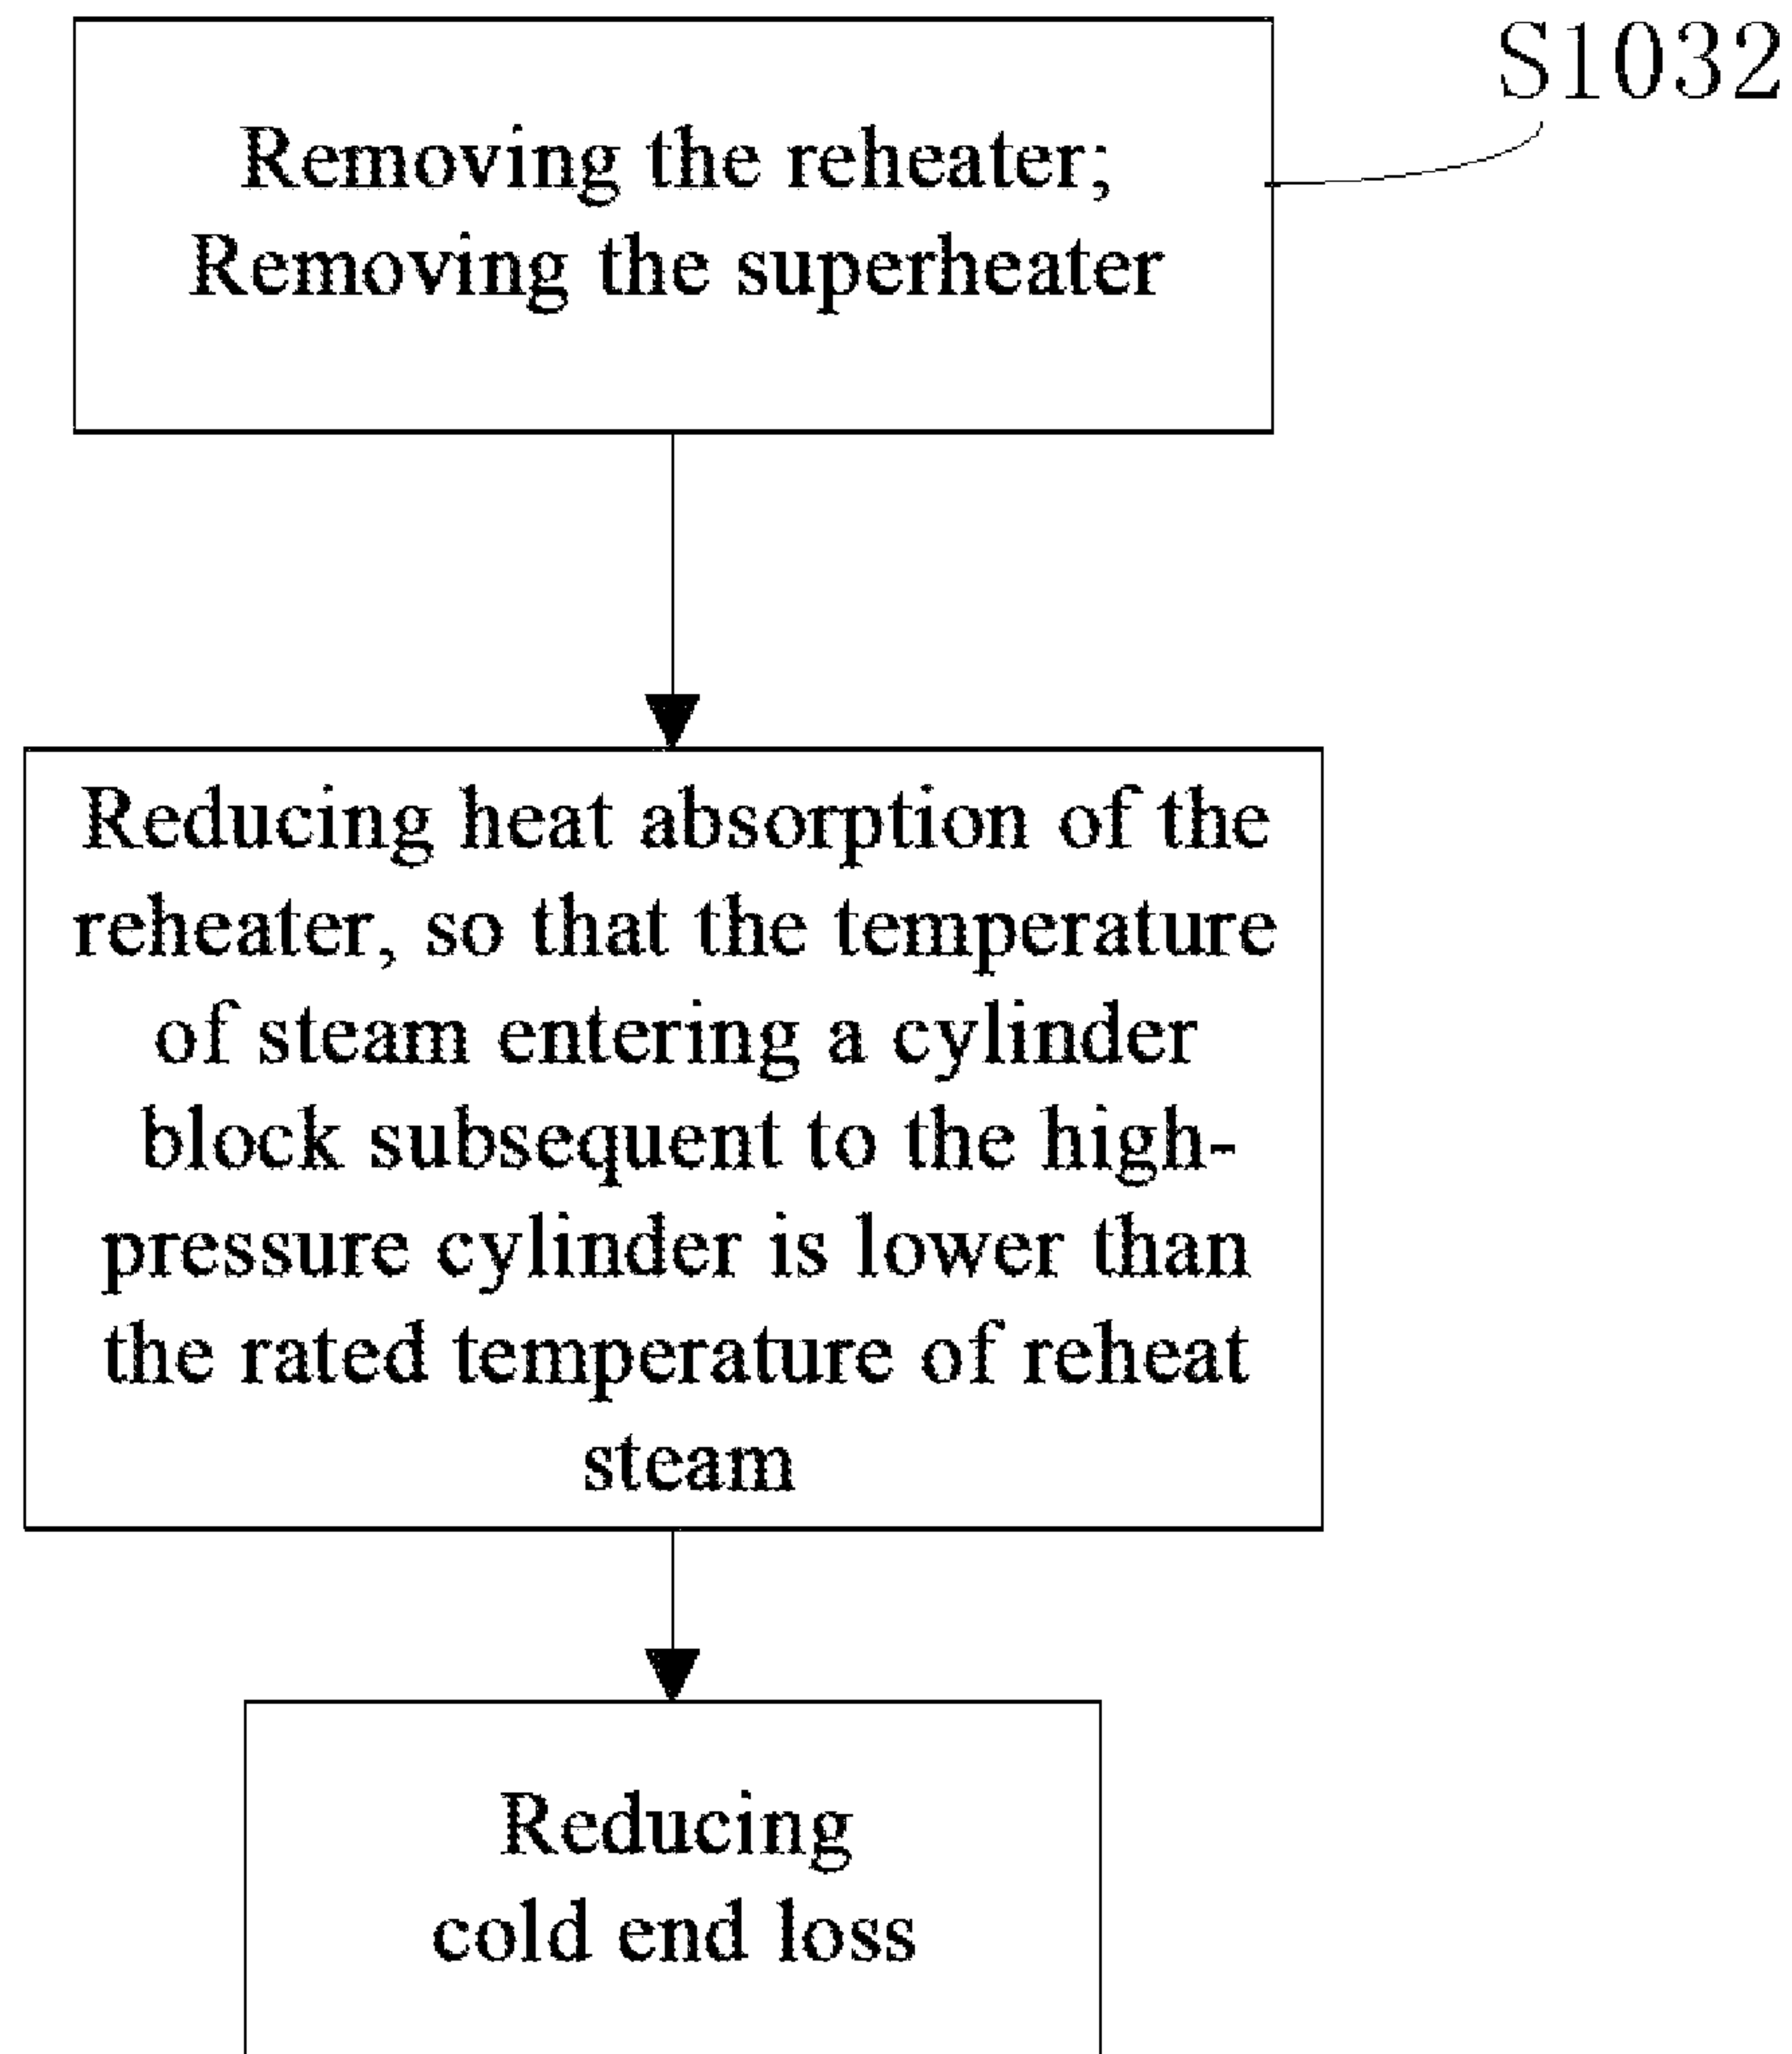 S1032
Removing the reheater;
Removing the superheater
Reducing heat absorption of the
reheater, so that the temperature
of steam entering a cylinder
block subsequent to the high-
pressure cylinder is lower than
the rated temperature of reheat
steam
Reducing
cold end loss